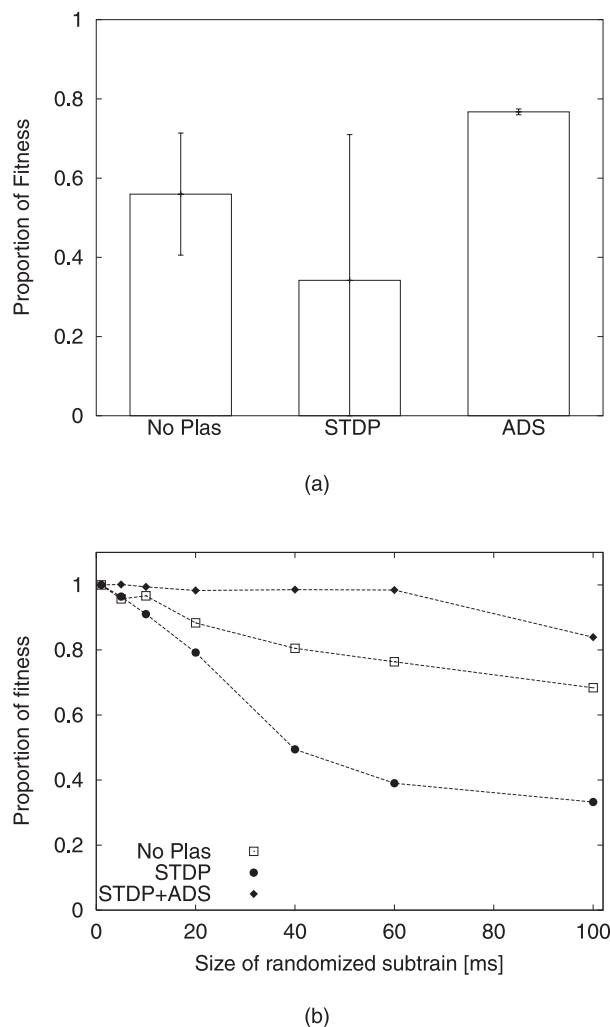 Proportion of Fitness
1
0.8
0.6
0.4
0.2
0
No Plas STDP ADS
(a)
Proportion of fitness
1
0.8
0.6
0.4
0.2
0
No Plas
STDP
STDP+ADS
0 20 40 60 80 100
Size of randomized subtrain [ms]
(b)